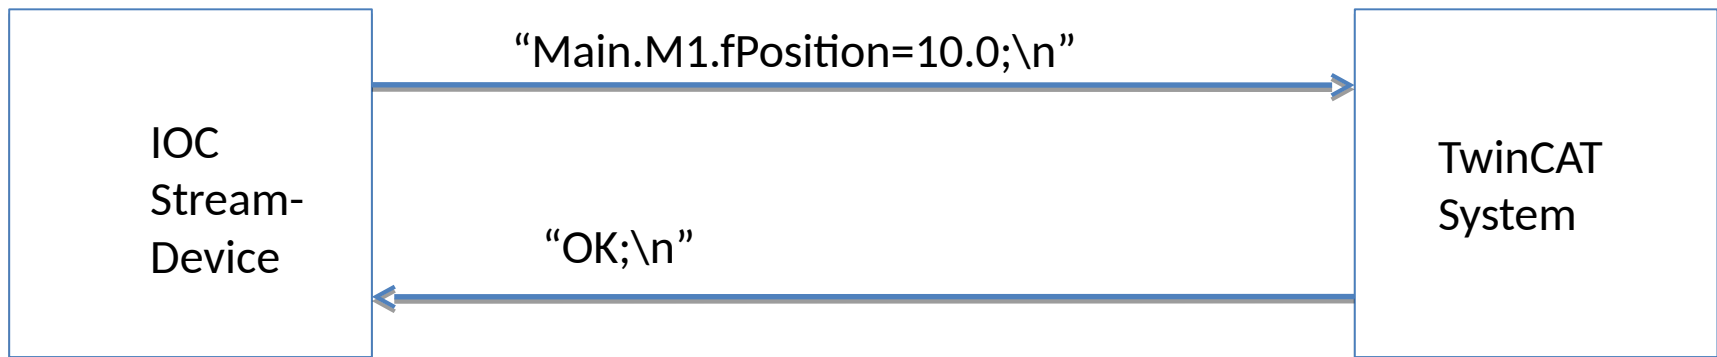 “Main.M1.fPosition=10.0;\n”
IOC
Stream-
Device
TwinCAT
System
“OK;\n”